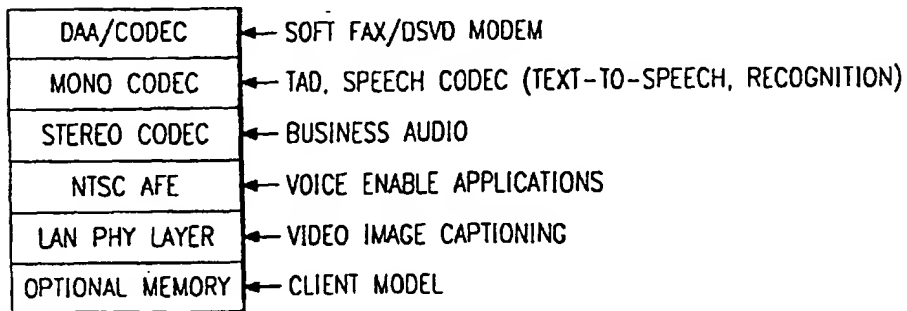 DAA/CODEC SOFT FAX/DSVD MODEM
MONO CODEC TAD, SPEECH CODEC (TEXT-TO-SPEECH, RECOGNITION)
STEREO CODEC BUSINESS AUDIO
NTSC AFE VOICE ENABLE APPLICATIONS
LAN PHY LAYER VIDEO IMAGE CAPTIONING
OPTIONAL MEMORY CLIENT MODEL